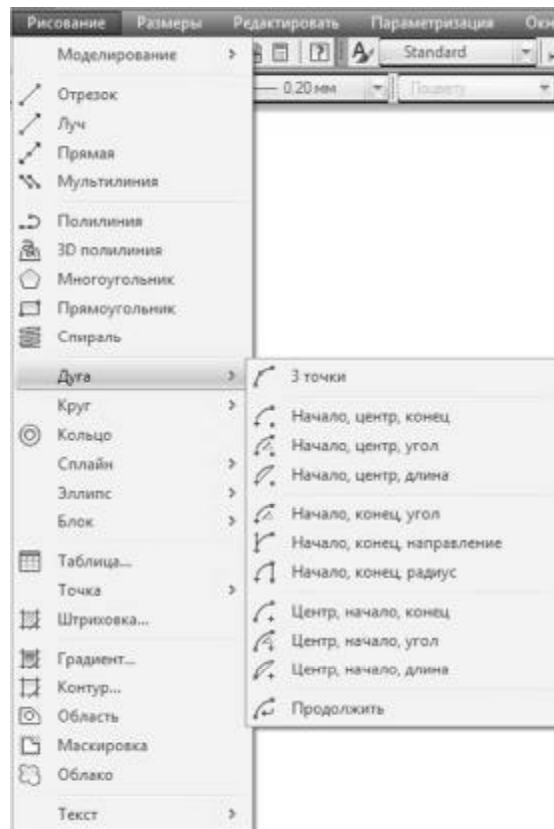 Рисование Размеры Редактировать Параметризация Окн
Моделирование
Standard
Отрезок
0.20 мм
Поцвету
Луч
Прямая
Мультилиния
Полилиния
3D полилиния
Многоугольник
Прямоугольник
Спираль
Дуга
3 точки
Круг
Начало, центр, конец
Кольцо
Начало, центр, угол
Сплайн
Начало, центр, длина
Эллипс
Начало, конец, угол
Блок
Начало, конец, направление
Таблица...
Начало, конец, радиус
Точка
Центр, начало, конец
Штриховка...
Центр, начало, угол
Градиент...
Центр, начало, длина
Контур...
Продолжить
Область
Маскировка
Облако
Текст